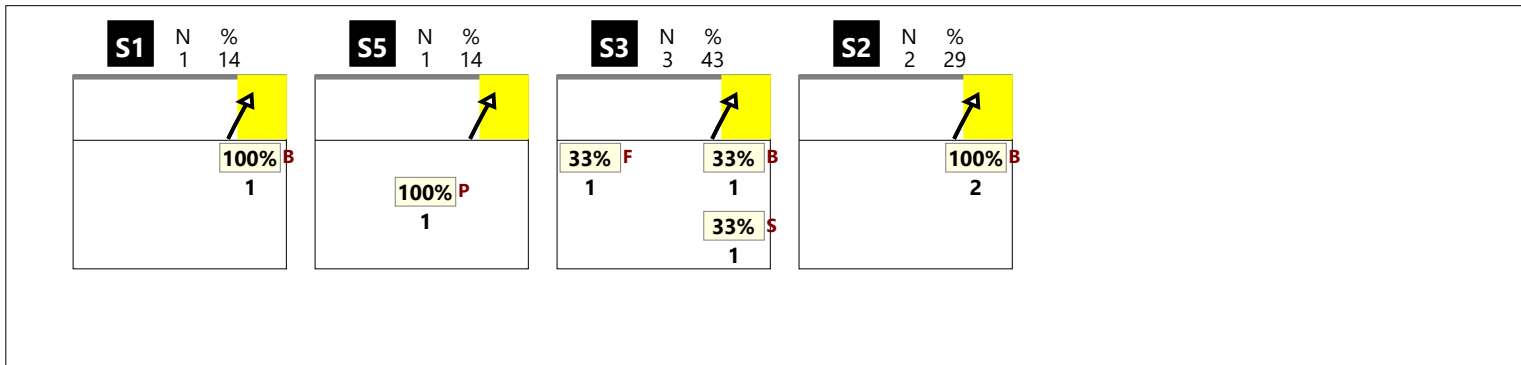 S1 N % S5 N % S3 N % S2 N %
1 14 1 14 3 43 2 29
100% B 33% F 33% B 100% B
1 1 1 2
100% P
1
33% S
1